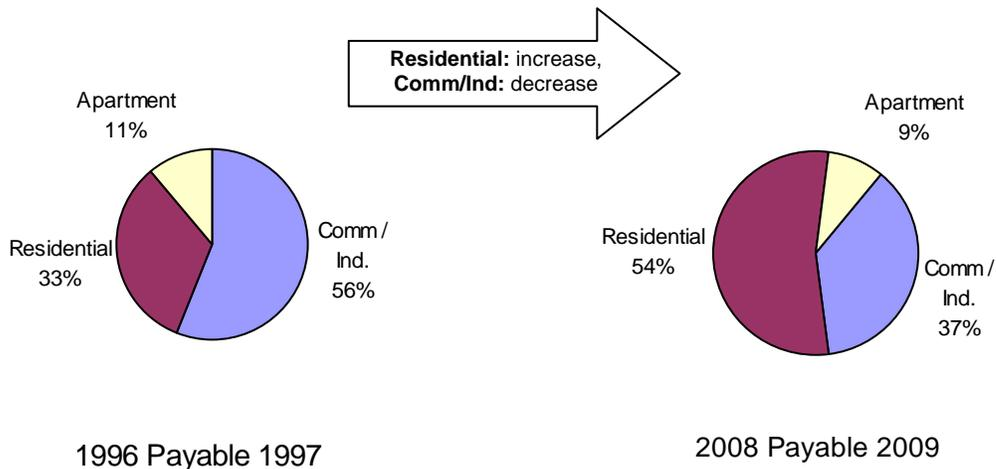 Residential: increase,
Comm/Ind: decrease
Apartment
11%
Residential
33%
Comm /
Ind.
56%
1996 Payable 1997
Apartment
9%
Residential
54%
Comm /
Ind.
37%
2008 Payable 2009